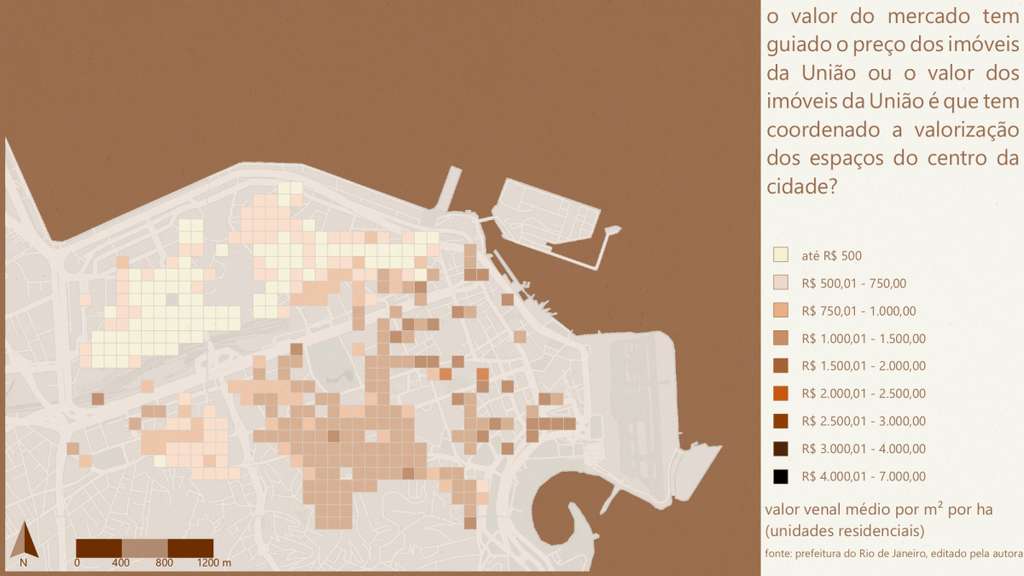 o valor do mercado tem
guiado o preço dos imóveis
da União ou o valor dos
imóveis da União é que tem
coordenado a valorização
dos espaços do centro da
cidade?
até R$ 500
R$ 500,01 - 750,00
R$ 750,01 - 1.000,00
R$ 1.000,01 - 1.500,00
R$ 1.500,01 - 2.000,00
R$ 2.000,01 - 2.500,00
R$ 2.500,01 - 3.000,00
R$ 3.000,01 - 4.000,00
R$ 4.000,01 - 7.000,00
valor venal médio por m² por ha
(unidades residenciais)
fonte: prefeitura do Rio de Janeiro, editado pela autora
N
0 400 800 1200 m